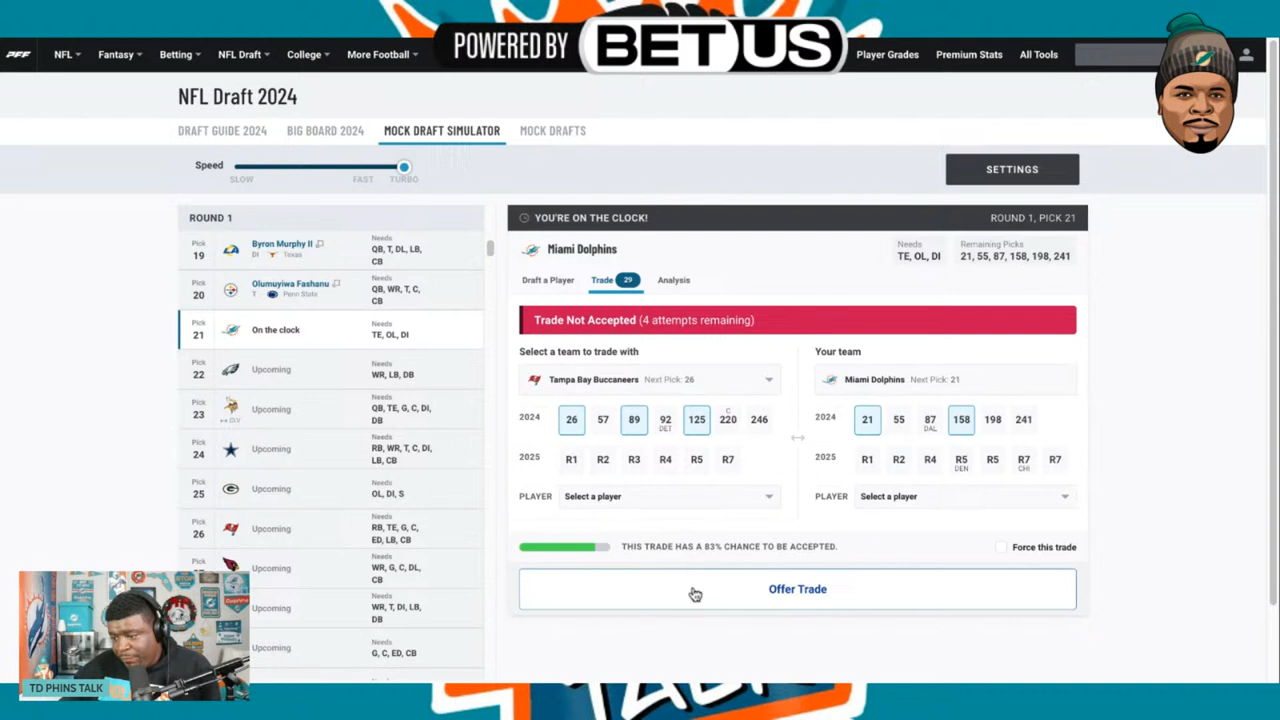 POWERED BY BETUS
PFF NFL Fantasy Betting NFL Draft College More Football Player Grades Premium Stats All Tools
NFL Draft 2024
DRAFT GUIDE 2024 BIG BOARD 2024 MOCK DRAFT SIMULATOR MOCK DRAFTS
Speed
SLOW FAST TURBO
SETTINGS
ROUND 1
Pick 19 Byron Murphy II Needs
DI Texas QB, T, DL, LB,
CB
Pick 20 Olumuyiwa Fashanu Needs
T Penn State QB, WR, T, C,
CB
Pick 21 On the clock Needs
TE, OL, DI
Pick 22 Upcoming Needs
WR, LB, DB
Pick 23 Upcoming Needs
↔ CLV QB, TE, G, C, DI,
DB
Pick 24 Upcoming Needs
RB, WR, T, C, DI,
LB, CB
Pick 25 Upcoming Needs
OL, DI, S
Pick 26 Upcoming Needs
RB, TE, G, C,
ED, LB, CB
Upcoming Needs
WR, G, C, DL,
CB
Upcoming Needs
WR, T, DI, LB,
DB
Upcoming Needs
G, C, ED, CB
YOU'RE ON THE CLOCK! ROUND 1, PICK 21
Miami Dolphins
Needs
TE, OL, DI
Remaining Picks
21, 55, 87, 158, 198, 241
Draft a Player Trade 29 Analysis
Trade Not Accepted (4 attempts remaining)
Select a team to trade with
Tampa Bay Buccaneers Next Pick: 26
2024 26 57 89 92 125 220 246
DET C
2025 R1 R2 R3 R4 R5 R7
PLAYER Select a player
Your team
Miami Dolphins Next Pick: 21
2024 21 55 87 158 198 241
DAL
2025 R1 R2 R4 R5 R5 R7 R7
DEN CHI
PLAYER Select a player
THIS TRADE HAS A 83% CHANCE TO BE ACCEPTED.
Force this trade
Offer Trade
TD PHINS TALK
TALK